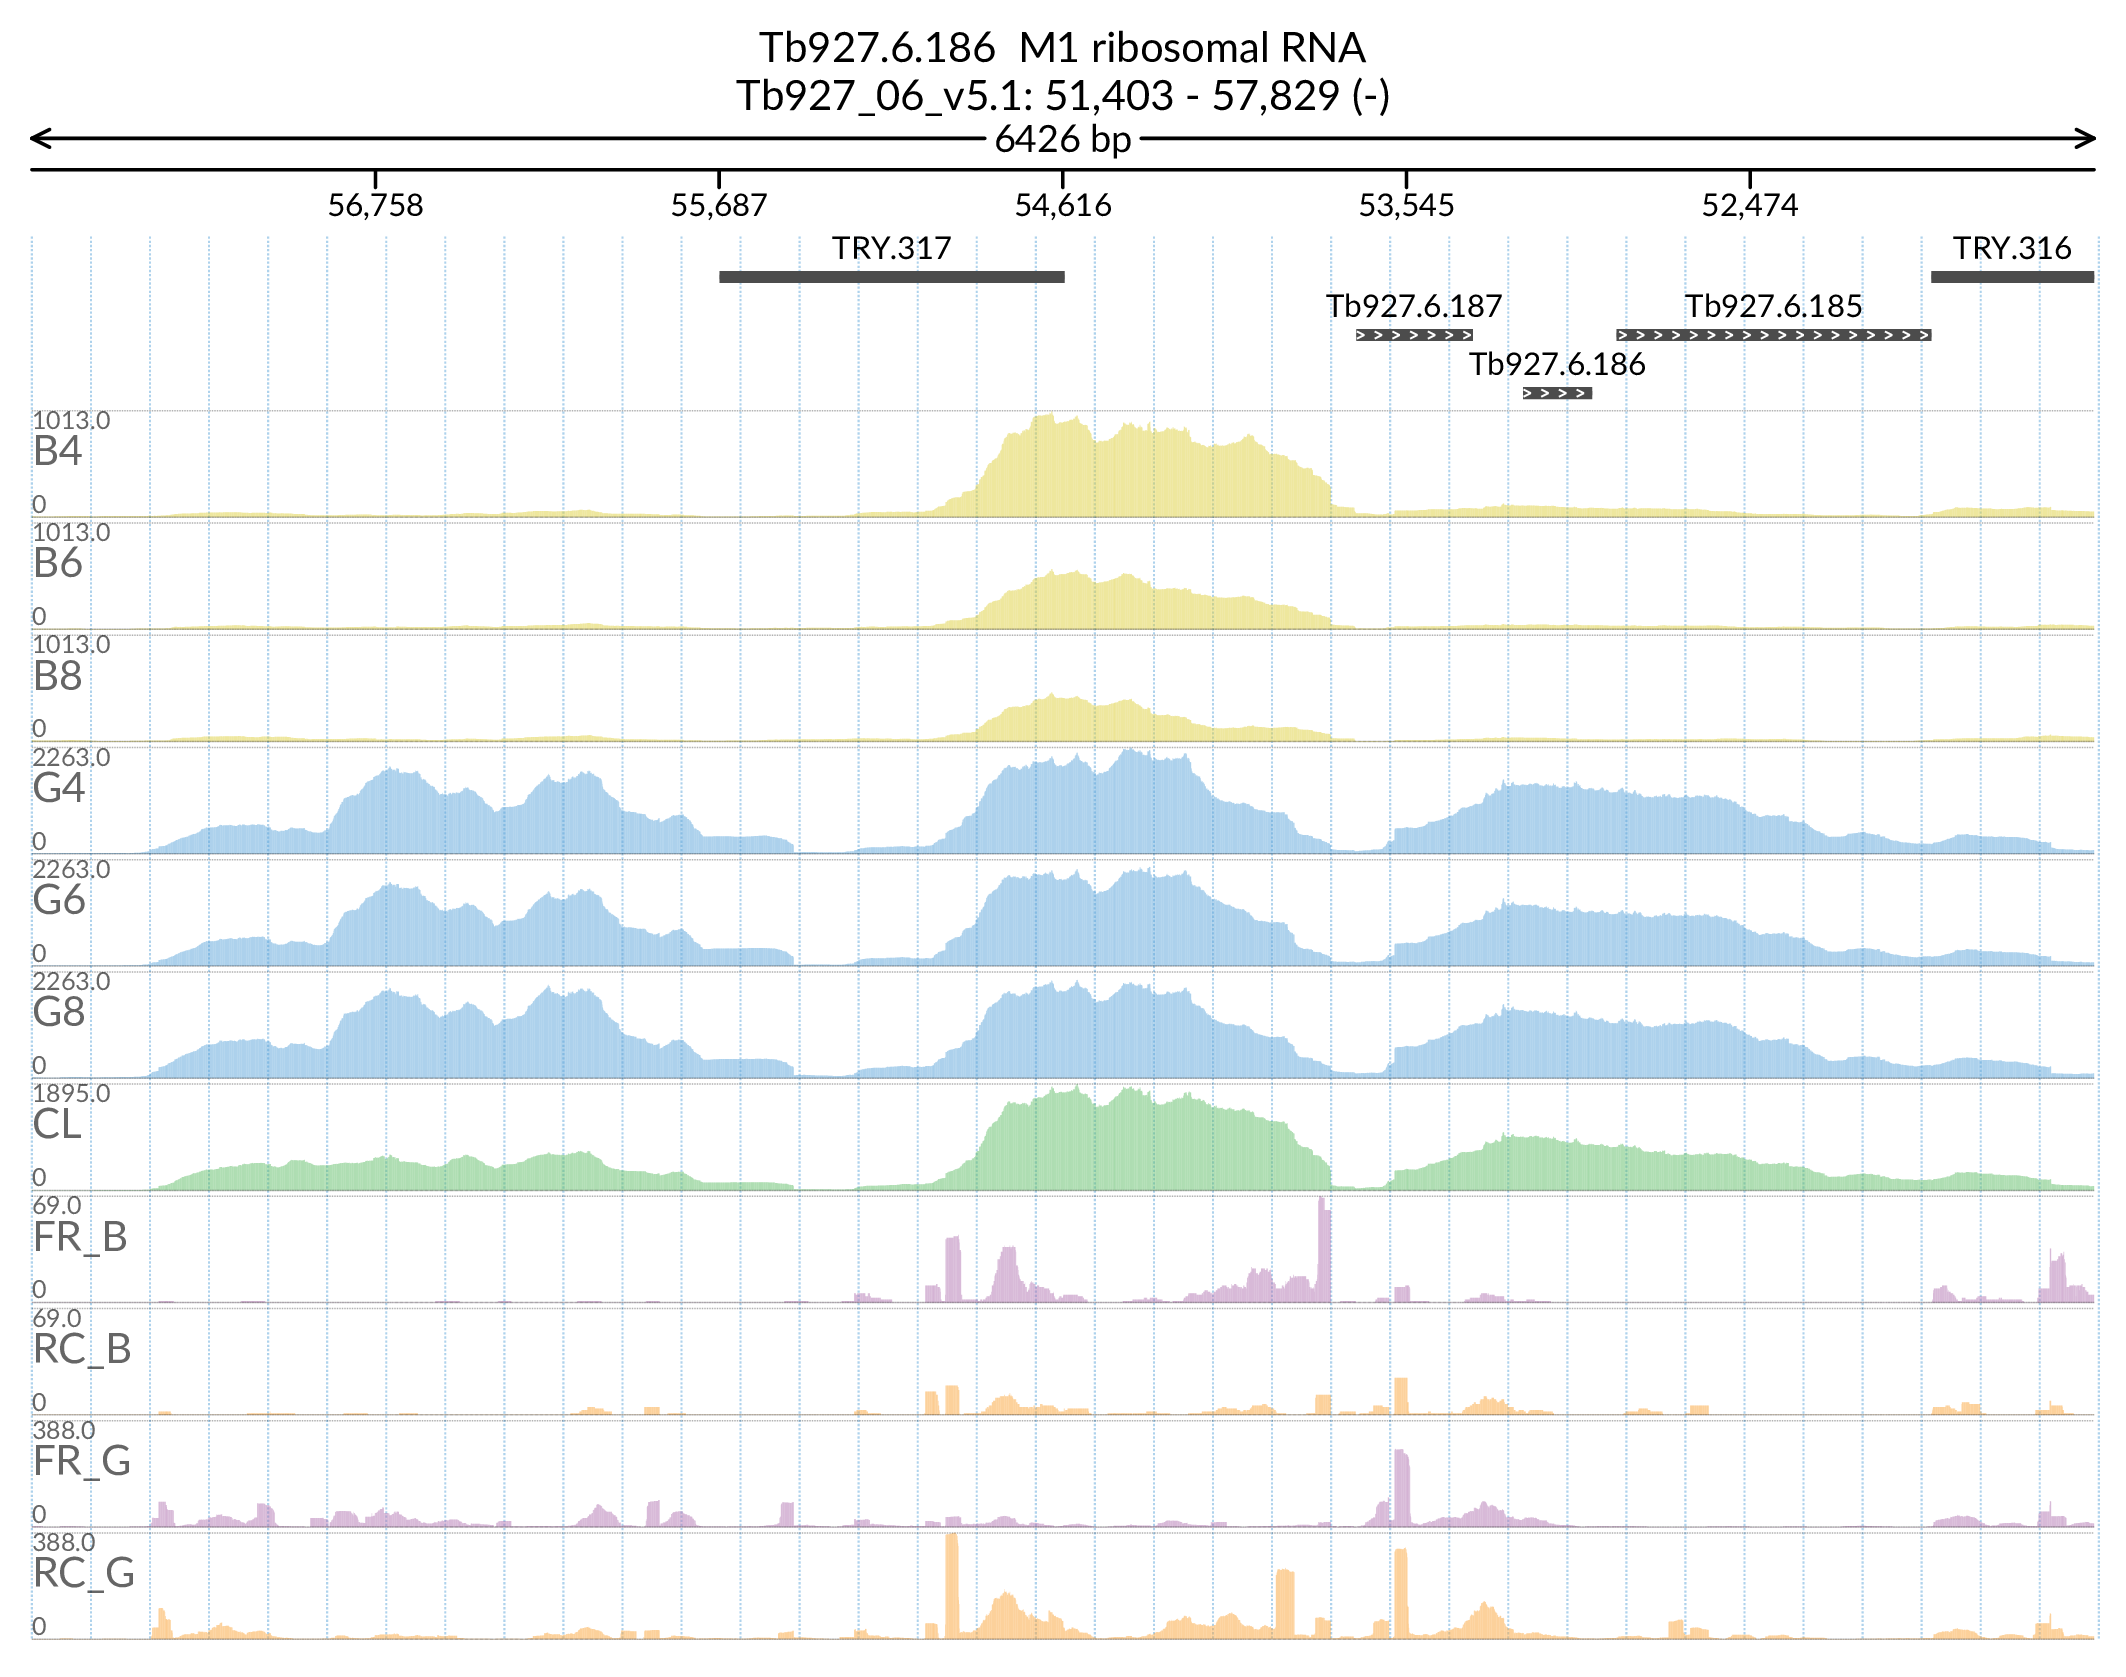 Tb927.6.186  M1 ribosomal RNA
Tb927_06_v5.1: 51,403 - 57,829 (-)
6426 bp
56,758 55,687 54,616 53,545 52,474
TRY.317 TRY.316
Tb927.6.187 Tb927.6.185
Tb927.6.186
1013.0
B4
0
1013.0
B6
0
1013.0
B8
0
2263.0
G4
0
2263.0
G6
0
2263.0
G8
0
1895.0
CL
0
69.0
FR_B
0
69.0
RC_B
0
388.0
FR_G
0
388.0
RC_G
0